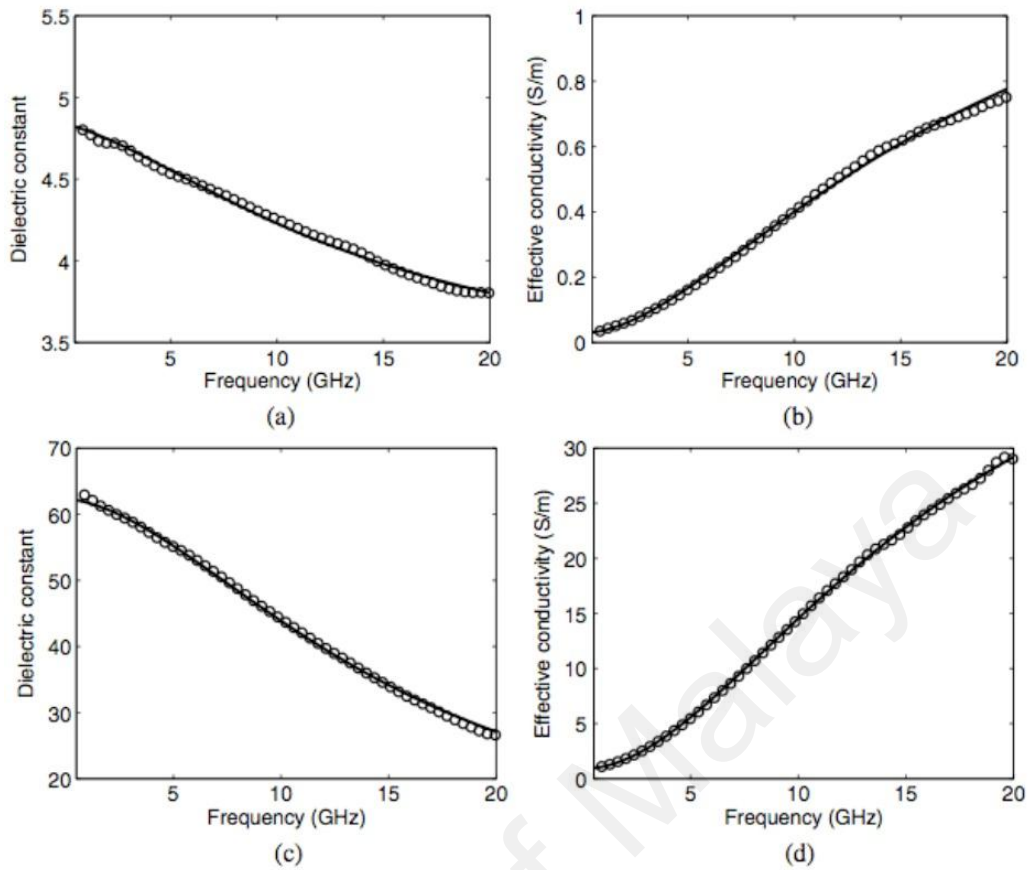 5.5
5
4.5
4
3.5
Dielectric constant
5 10 15 20
Frequency (GHz)
(a)
1
0.8
0.6
0.4
0.2
0
Effective conductivity (S/m)
5 10 15 20
Frequency (GHz)
(b)
70
60
50
40
30
20
Dielectric constant
5 10 15 20
Frequency (GHz)
(c)
30
25
20
15
10
5
0
Effective conductivity (S/m)
5 10 15 20
Frequency (GHz)
(d)
of Malaya